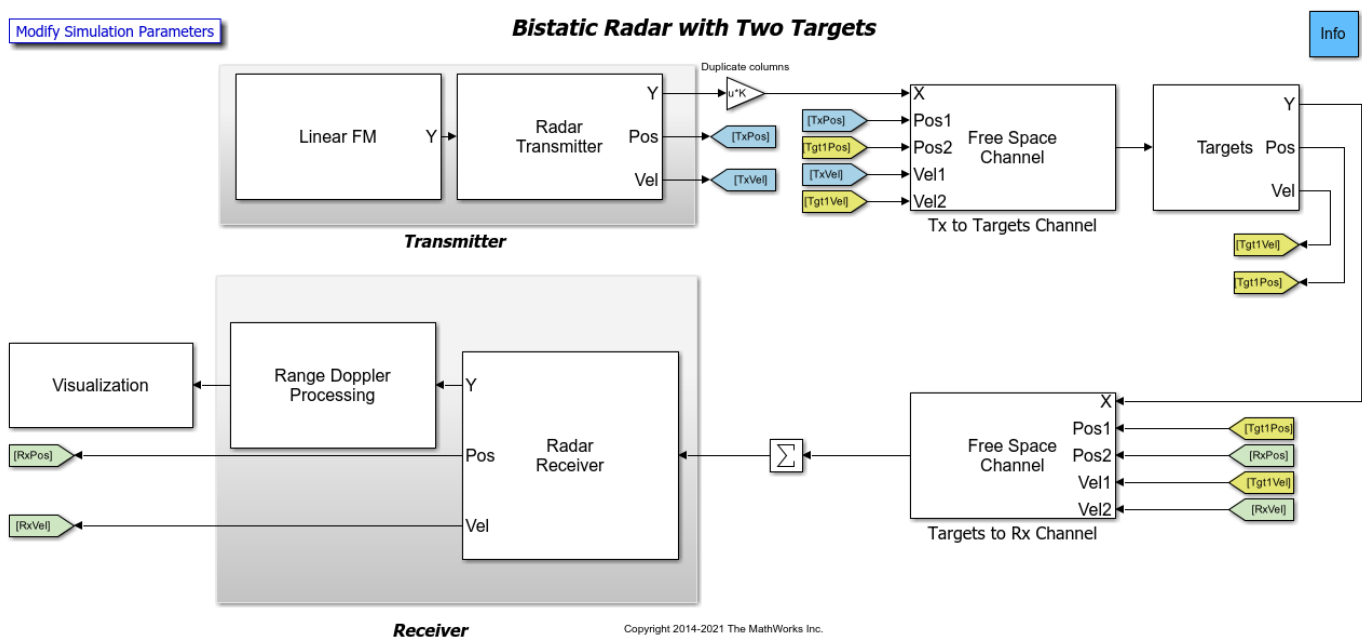 Modify Simulation Parameters
Bistatic Radar with Two Targets
Info
Duplicate columns
Linear FM
Y
Radar
Transmitter
Y
Pos
Vel
u*K
[TxPos]
[TxVel]
[TxPos]
[Tgt1Pos]
[TxVel]
[Tgt1Vel]
X
Pos1
Pos2
Vel1
Vel2
Free Space
Channel
Tx to Targets Channel
Targets
Y
Pos
Vel
[Tgt1Vel]
[Tgt1Pos]
Transmitter
Visualization
Range Doppler
Processing
Y
Pos
Vel
Radar
Receiver
[RxPos]
[RxVel]
∑
Free Space
Channel
X
Pos1
Pos2
Vel1
Vel2
[Tgt1Pos]
[RxPos]
[Tgt1Vel]
[RxVel]
Targets to Rx Channel
Receiver
Copyright 2014-2021 The MathWorks Inc.